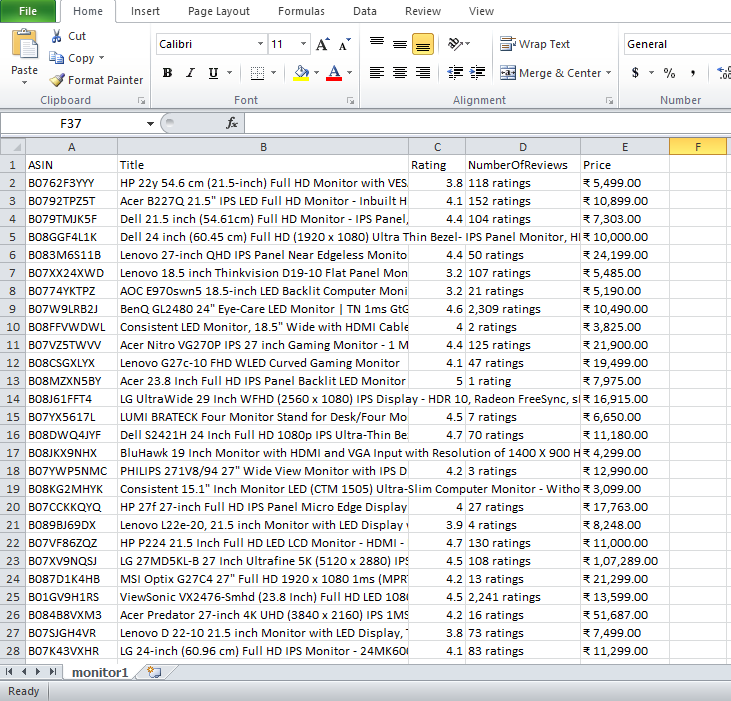 File Home Insert Page Layout Formulas Data Review View
Paste Cut Calibri 11 A A Wrap Text General
Copy
Format Painter B I U A Merge & Center $ % ,
Clipboard Font Alignment Number
F37 fx
A B C D E F
1 ASIN Title Rating NumberOfReviews Price
2 B0762F3YYY HP 22y 54.6 cm (21.5-inch) Full HD Monitor with VES 3.8 118 ratings ₹ 5,499.00
3 B0792TPZ5T Acer B227Q 21.5" IPS LED Full HD Monitor - Inbuilt H 4.1 152 ratings ₹ 10,899.00
4 B079TMJK5F Dell 21.5 inch (54.61cm) Full HD Monitor - IPS Panel, 4.4 104 ratings ₹ 7,303.00
5 B08GGF4L1K Dell 24 inch (60.45 cm) Full HD (1920 x 1080) Ultra Thin Bezel- IPS Panel Monitor, H ₹ 10,000.00
6 B083M6S11B Lenovo 27-inch QHD IPS Panel Near Edgeless Monito 4.4 50 ratings ₹ 24,199.00
7 B07XX24XWD Lenovo 18.5 inch Thinkvision D19-10 Flat Panel Mon 3.2 107 ratings ₹ 5,485.00
8 B0774YKTPZ AOC E970swn5 18.5-inch LED Backlit Computer Moni 3.2 21 ratings ₹ 5,190.00
9 B07W9LRB2J BenQ GL2480 24" Eye-Care LED Monitor | TN 1ms GtG 4.6 2,309 ratings ₹ 10,490.00
10 B08FFVWDWL Consistent LED Monitor, 18.5" Wide with HDMI Cable 4 2 ratings ₹ 3,825.00
11 B07VZ5TWVV Acer Nitro VG270P IPS 27 inch Gaming Monitor - 1 M 4.4 125 ratings ₹ 21,900.00
12 B08CSGXLYX Lenovo G27c-10 FHD WLED Curved Gaming Monitor 4.1 47 ratings ₹ 19,499.00
13 B08MZXN5BY Acer 23.8 Inch Full HD IPS Panel Backlit LED Monitor 5 1 rating ₹ 7,975.00
14 B08J61FFT4 LG UltraWide 29 Inch WFHD (2560 x 1080) IPS Display - HDR 10, Radeon FreeSync, sl ₹ 16,915.00
15 B07YX5617L LUMI BRATECK Four Monitor Stand for Desk/Four Mo 4.5 7 ratings ₹ 6,650.00
16 B08DWQ4JYF Dell S2421H 24 Inch Full HD 1080p IPS Ultra-Thin Be 4.7 70 ratings ₹ 11,180.00
17 B08JKX9NHX BluHawk 19 Inch Monitor with HDMI and VGA Input with Resolution of 1400 X 900 H ₹ 4,299.00
18 B07YWP5NMC PHILIPS 271V8/94 27" Wide View Monitor with IPS D 4.2 3 ratings ₹ 12,990.00
19 B08KG2MHYK Consistent 15.1" Inch Monitor LED (CTM 1505) Ultra-Slim Computer Monitor - Witho ₹ 3,099.00
20 B07CCKKQYQ HP 27f 27-inch Full HD IPS Panel Micro Edge Display 4 27 ratings ₹ 17,763.00
21 B089BJ69DX Lenovo L22e-20, 21.5 inch Monitor with LED Display 3.9 4 ratings ₹ 8,248.00
22 B07VF86ZQZ HP P224 21.5 Inch Full HD LED LCD Monitor - HDMI - 4.7 130 ratings ₹ 11,000.00
23 B07XV9NQSJ LG 27MD5KL-B 27 Inch Ultrafine 5K (5120 x 2880) IPS 4.5 108 ratings ₹ 1,07,289.00
24 B087D1K4HB MSI Optix G27C4 27" Full HD 1920 x 1080 1ms (MPRT 4.2 13 ratings ₹ 21,299.00
25 B01GV9H1RS ViewSonic VX2476-Smhd (23.8 Inch) Full HD LED 108 4.5 2,241 ratings ₹ 13,599.00
26 B084B8VXM3 Acer Predator 27-inch 4K UHD (3840 x 2160) IPS 1MS 4.2 16 ratings ₹ 51,687.00
27 B07SJGH4VR Lenovo D 22-10 21.5 inch Monitor with LED Display, 3.8 73 ratings ₹ 7,499.00
28 B07K43VXHR LG 24-inch (60.96 cm) Full HD IPS Monitor - 24MK600 4.1 83 ratings ₹ 11,299.00
monitor1
Ready